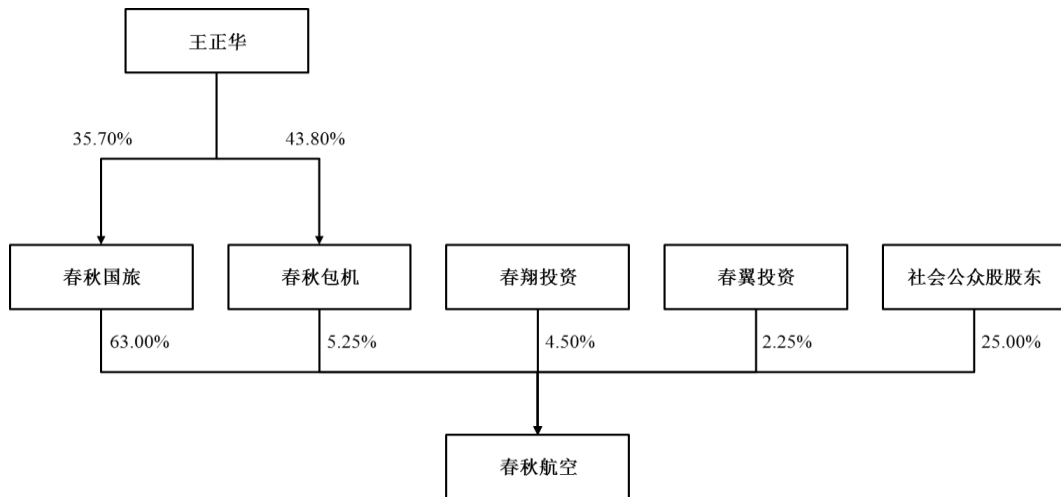 王正华
35.70%
43.80%
春秋国旅
春秋包机
春翔投资
春翼投资
社会公众股股东
63.00%
5.25%
4.50%
2.25%
25.00%
春秋航空